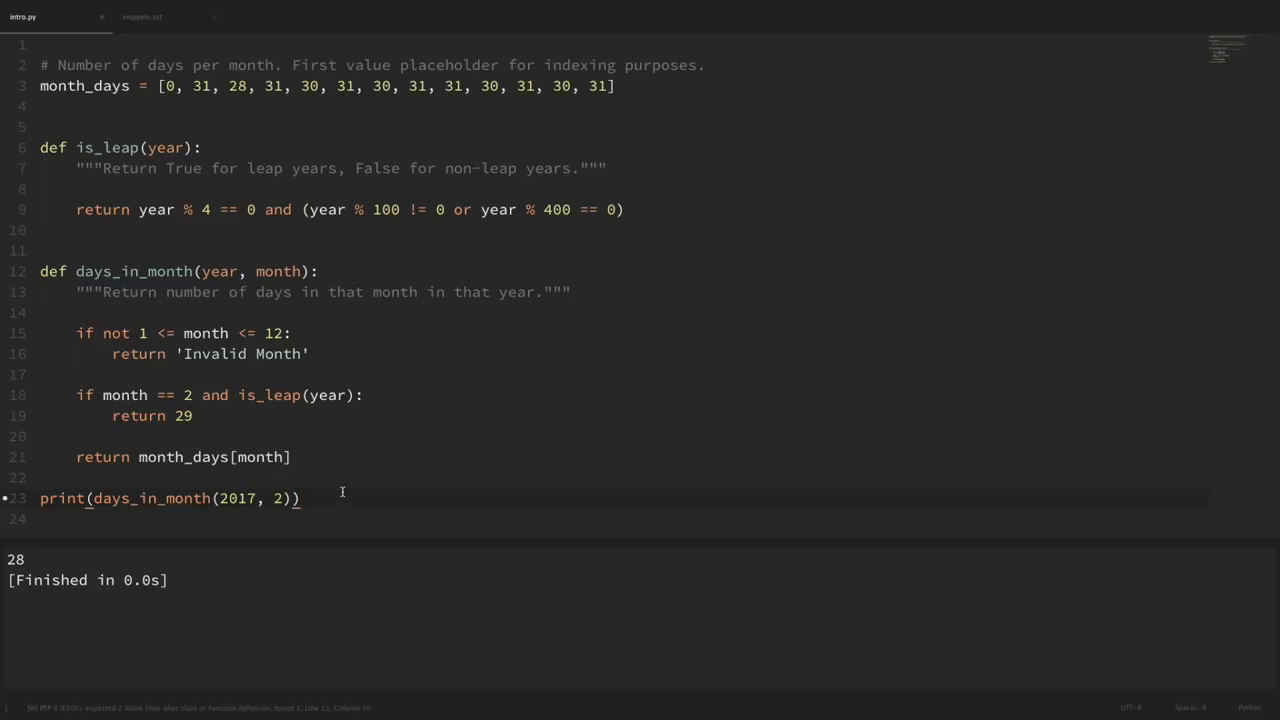 intro.py × snippets.txt ×
1
2 # Number of days per month. First value placeholder for indexing purposes.
3 month_days = [0, 31, 28, 31, 30, 31, 30, 31, 31, 30, 31, 30, 31]
4
5
6 def is_leap(year):
7     """Return True for leap years, False for non-leap years."""
8
9     return year % 4 == 0 and (year % 100 != 0 or year % 400 == 0)
10
11
12 def days_in_month(year, month):
13     """Return number of days in that month in that year."""
14
15     if not 1 <= month <= 12:
16         return 'Invalid Month'
17
18     if month == 2 and is_leap(year):
19         return 29
20
21     return month_days[month]
22
23 print(days_in_month(2017, 2))
24
28
[Finished in 0.0s]
[W] PEP 8 (E305): expected 2 blank lines after class or function definition, found 1, Line 23, Column 30 UTF-8 Spaces: 4 Python